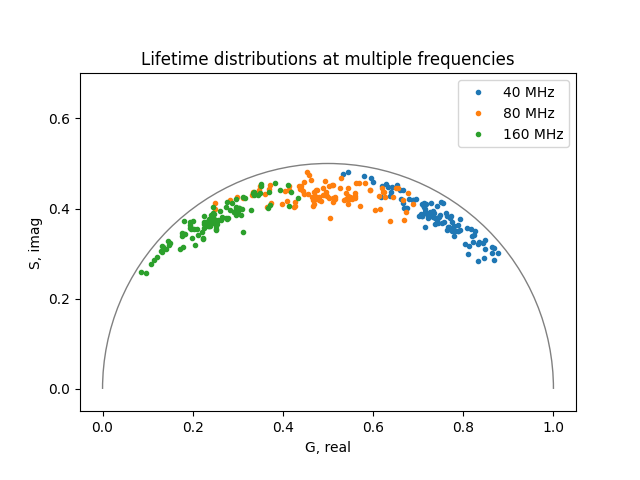 Lifetime distributions at multiple frequencies
40 MHz
80 MHz
160 MHz
S, imag
0.6
0.4
0.2
0.0
0.0 0.2 0.4 0.6 0.8 1.0
G, real